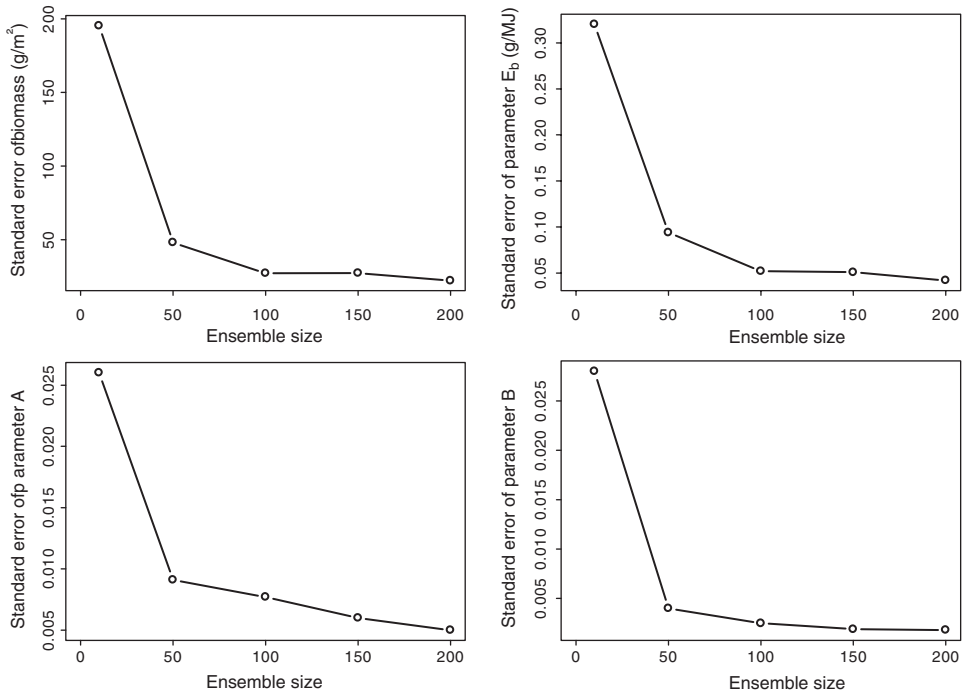 Standard error ofbiomass (g/m²)
200
150
100
50
0 50 100 150 200
Ensemble size
Standard error of parameter E_b (g/MJ)
0.30
0.25
0.20
0.15
0.10
0.05
0 50 100 150 200
Ensemble size
Standard error ofp arameter A
0.025
0.020
0.015
0.010
0.005
0 50 100 150 200
Ensemble size
Standard error of parameter B
0.025
0.020
0.015
0.010
0.005
0 50 100 150 200
Ensemble size